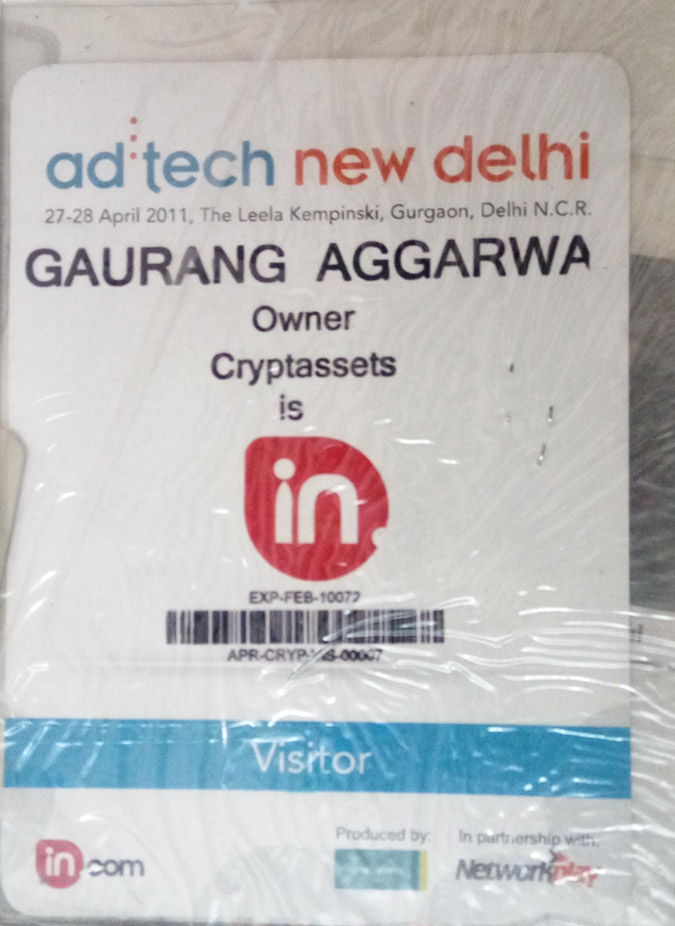 ad:tech new delhi
27-28 April 2011, The Leela Kempinski, Gurgaon, Delhi N.C.R.
GAURANG AGGARWA
Owner
Cryptassets
is
in.
EXP-FEB-10072
Visitor
in.com
Produced by:
In partnership with:
Networkplay